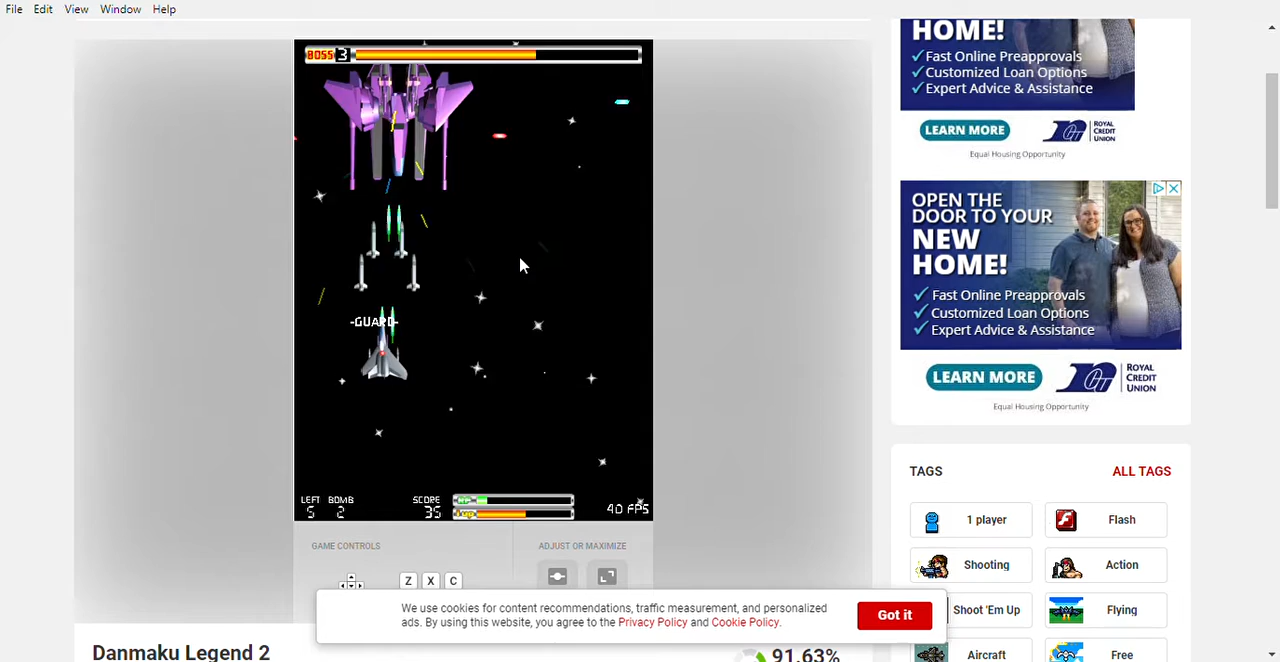 File Edit View Window Help
BOSS 3
-GUARD-
LEFT BOMB SCORE HP
5 2 35 40 FPS
GAME CONTROLS
ADJUST OR MAXIMIZE
Z X C
We use cookies for content recommendations, traffic measurement, and personalized
ads. By using this website, you agree to the Privacy Policy and Cookie Policy.
Got it
Danmaku Legend 2
91.63%
HOME!
✓Fast Online Preapprovals
✓Customized Loan Options
✓Expert Advice & Assistance
LEARN MORE
ROYAL
CREDIT
UNION
Equal Housing Opportunity
OPEN THE
DOOR TO YOUR
NEW
HOME!
✓ Fast Online Preapprovals
✓ Customized Loan Options
✓ Expert Advice & Assistance
LEARN MORE
ROYAL
CREDIT
UNION
Equal Housing Opportunity
TAGS
ALL TAGS
1 player
Flash
Shooting
Action
Shoot 'Em Up
Flying
Aircraft
Free